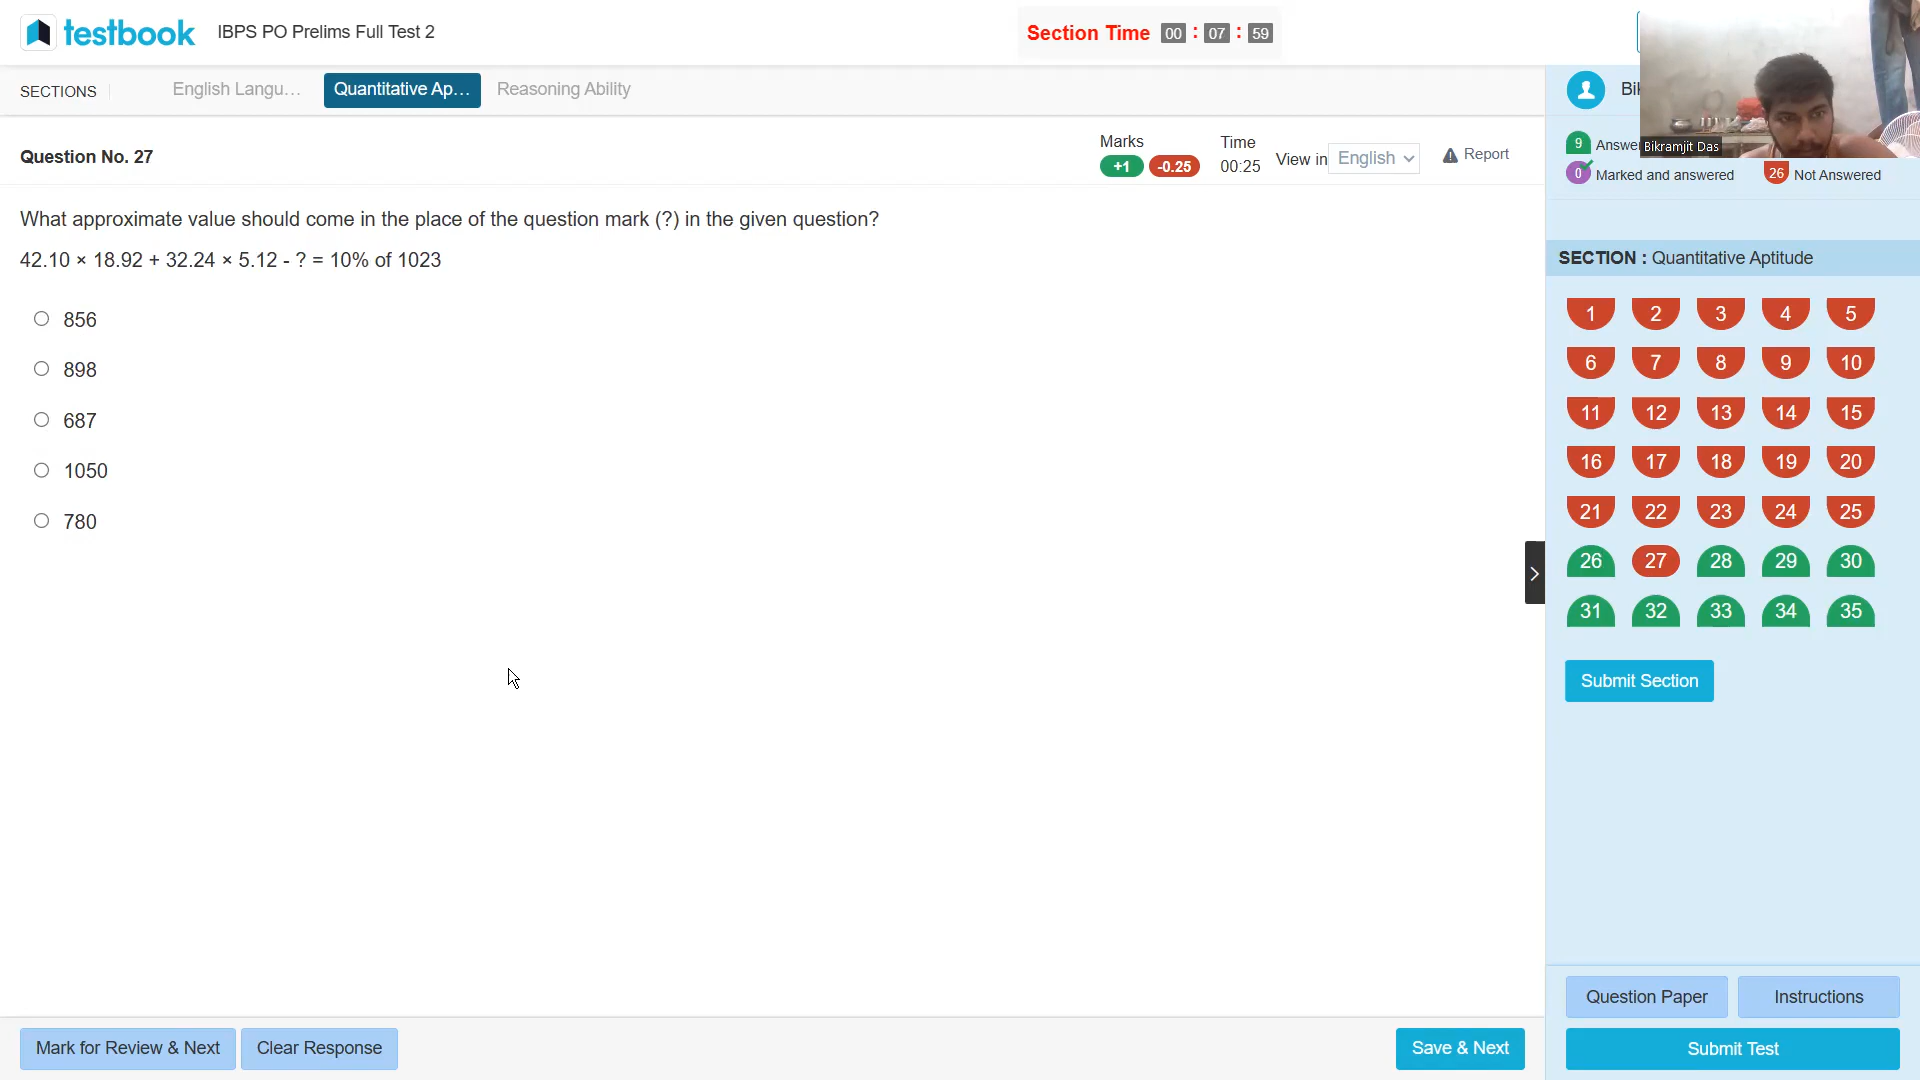 testbook
IBPS PO Prelims Full Test 2
Section Time 00 : 07 : 59
SECTIONS
English Langu...
Quantitative Ap...
Reasoning Ability
Question No. 27
Marks
+1 -0.25
Time
00:25
View in English
Report
What approximate value should come in the place of the question mark (?) in the given question?
42.10 × 18.92 + 32.24 × 5.12 - ? = 10% of 1023
856
898
687
1050
780
Mark for Review & Next
Clear Response
Save & Next
Bikramjit Das
9
0 Marked and answered
26 Not Answered
SECTION : Quantitative Aptitude
1 2 3 4 5
6 7 8 9 10
11 12 13 14 15
16 17 18 19 20
21 22 23 24 25
26 27 28 29 30
31 32 33 34 35
Submit Section
Question Paper
Instructions
Submit Test